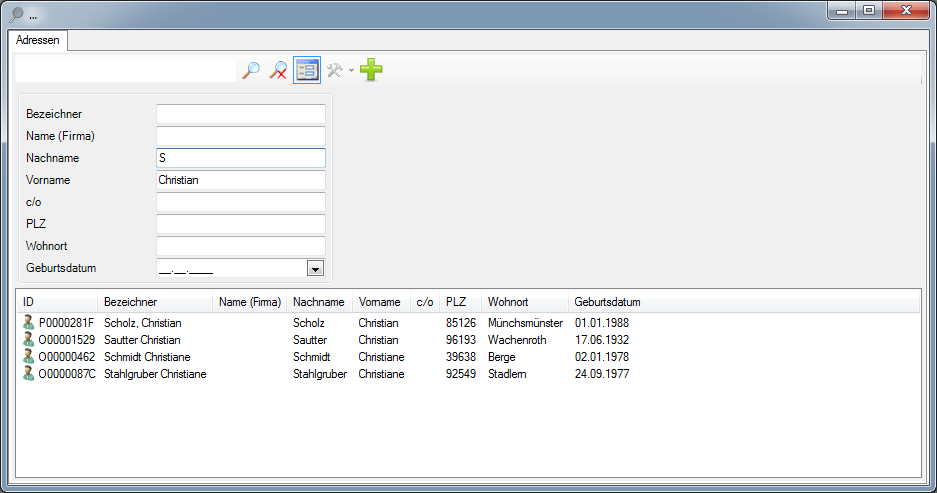 ...
Adressen
Bezeichner
Name (Firma)
Nachname S
Vorname Christian
c/o
PLZ
Wohnort
Geburtsdatum __.__.____
ID Bezeichner Name (Firma) Nachname Vorname c/o PLZ Wohnort Geburtsdatum
P0000281F Scholz, Christian Scholz Christian 85126 Münchsmünster 01.01.1988
O00001529 Sautter Christian Sautter Christian 96193 Wachenroth 17.06.1932
O00000462 Schmidt Christiane Schmidt Christiane 39638 Berge 02.01.1978
O0000087C Stahlgruber Christiane Stahlgruber Christiane 92549 Stadlern 24.09.1977